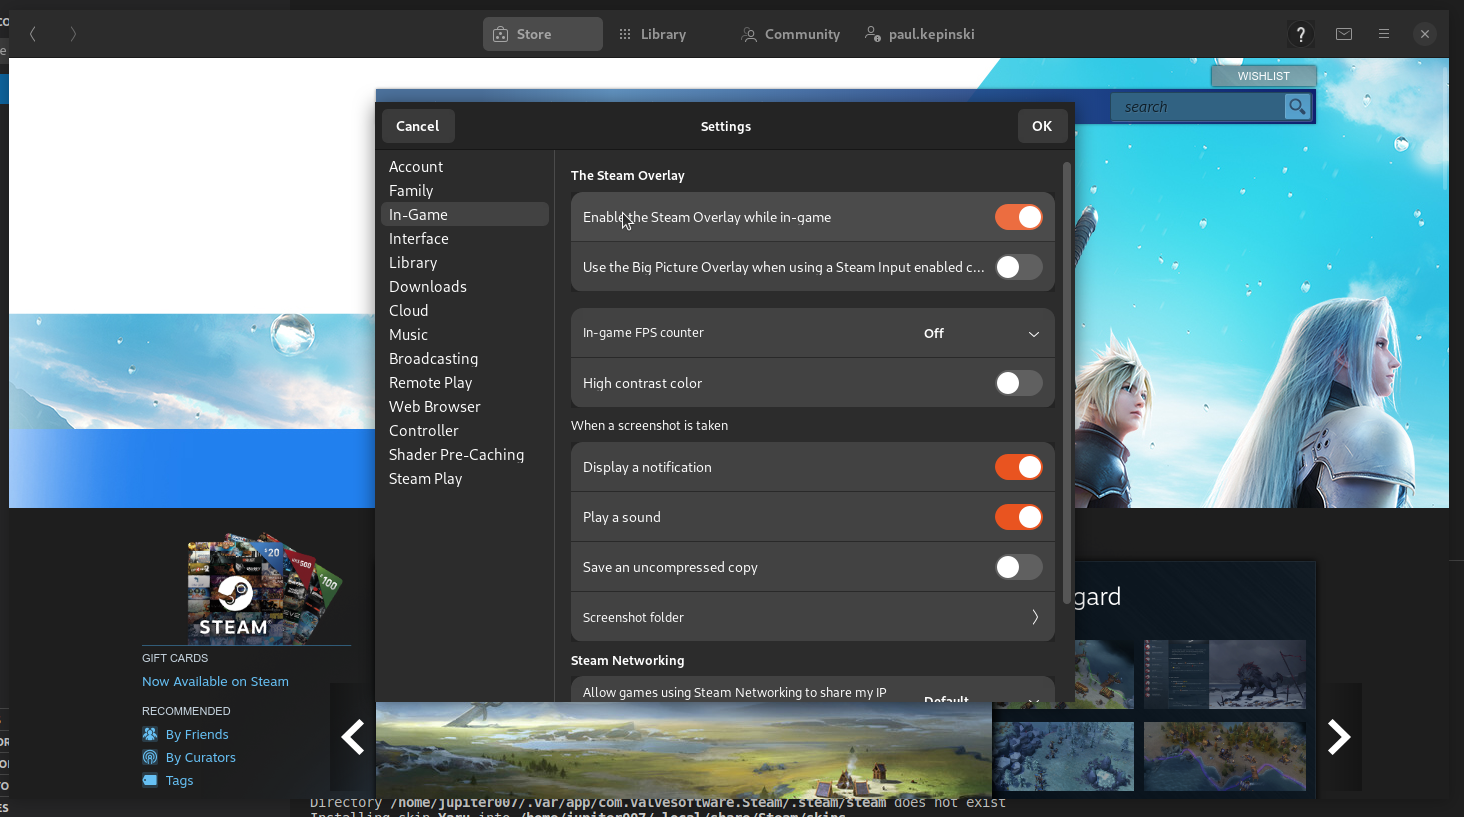 Store
Library
Community
paul.kepinski
?
WISHLIST
search
Cancel
Settings
OK
Account
Family
In-Game
Interface
Library
Downloads
Cloud
Music
Broadcasting
Remote Play
Web Browser
Controller
Shader Pre-Caching
Steam Play
The Steam Overlay
Enable the Steam Overlay while in-game
Use the Big Picture Overlay when using a Steam Input enabled c...
In-game FPS counter
Off
High contrast color
When a screenshot is taken
Display a notification
Play a sound
Save an uncompressed copy
Screenshot folder
Steam Networking
Allow games using Steam Networking to share my IP
Default
gard
$20
500
100
STEAM
GIFT CARDS
Now Available on Steam
RECOMMENDED
By Friends
By Curators
Tags
Directory /home/jupiter007/.var/app/com.valvesoftware.Steam/.steam/steam does not exist
Installing skin Yaru into /home/jupiter007/.local/share/Steam/skins